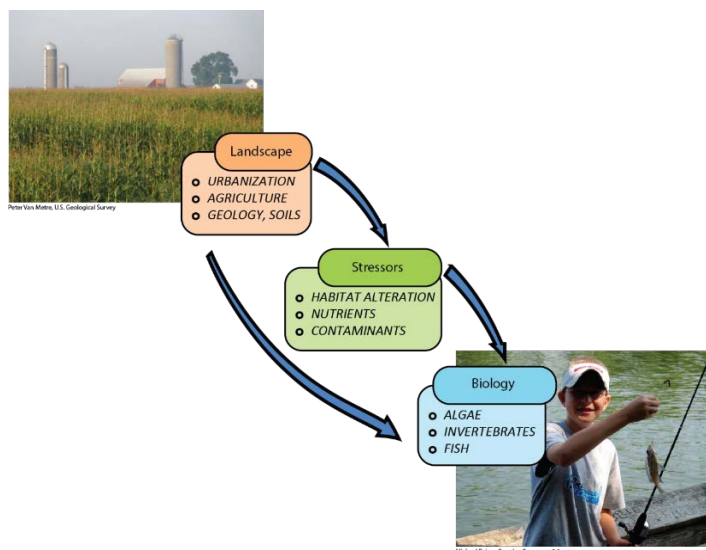 Landscape
URBANIZATION
AGRICULTURE
GEOLOGY, SOILS
Peter Van Metre, U.S. Geological Survey
Stressors
HABITAT ALTERATION
NUTRIENTS
CONTAMINANTS
Biology
ALGAE
INVERTEBRATES
FISH